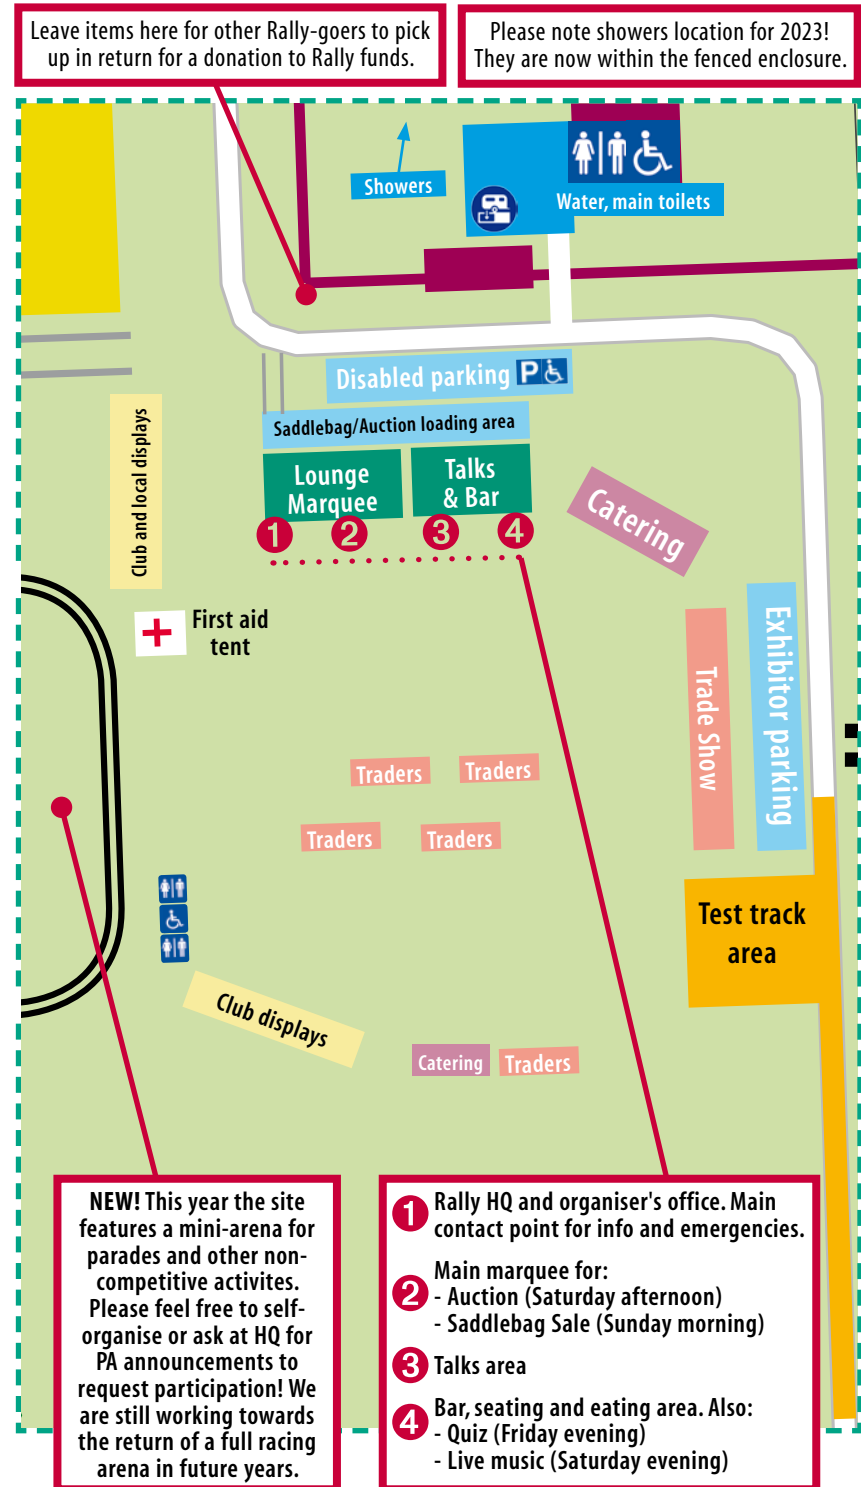 Leave items here for other Rally-goers to pick
up in return for a donation to Rally funds.
Please note showers location for 2023!
They are now within the fenced enclosure.
Showers
Water, main toilets
Disabled parking P
Saddlebag/Auction loading area
Club and local displays
Lounge
Marquee
Talks
& Bar
1
2
3
4
Catering
First aid
tent
Exhibitor parking
Trade Show
Traders
Traders
Traders
Traders
Test track
area
Club displays
Catering
Traders
NEW! This year the site
features a mini-arena for
parades and other non-
competitive activites.
Please feel free to self-
organise or ask at HQ for
PA announcements to
request participation! We
are still working towards
the return of a full racing
arena in future years.
1 Rally HQ and organiser's office. Main
contact point for info and emergencies.
2 Main marquee for:
- Auction (Saturday afternoon)
- Saddlebag Sale (Sunday morning)
3 Talks area
4 Bar, seating and eating area. Also:
- Quiz (Friday evening)
- Live music (Saturday evening)